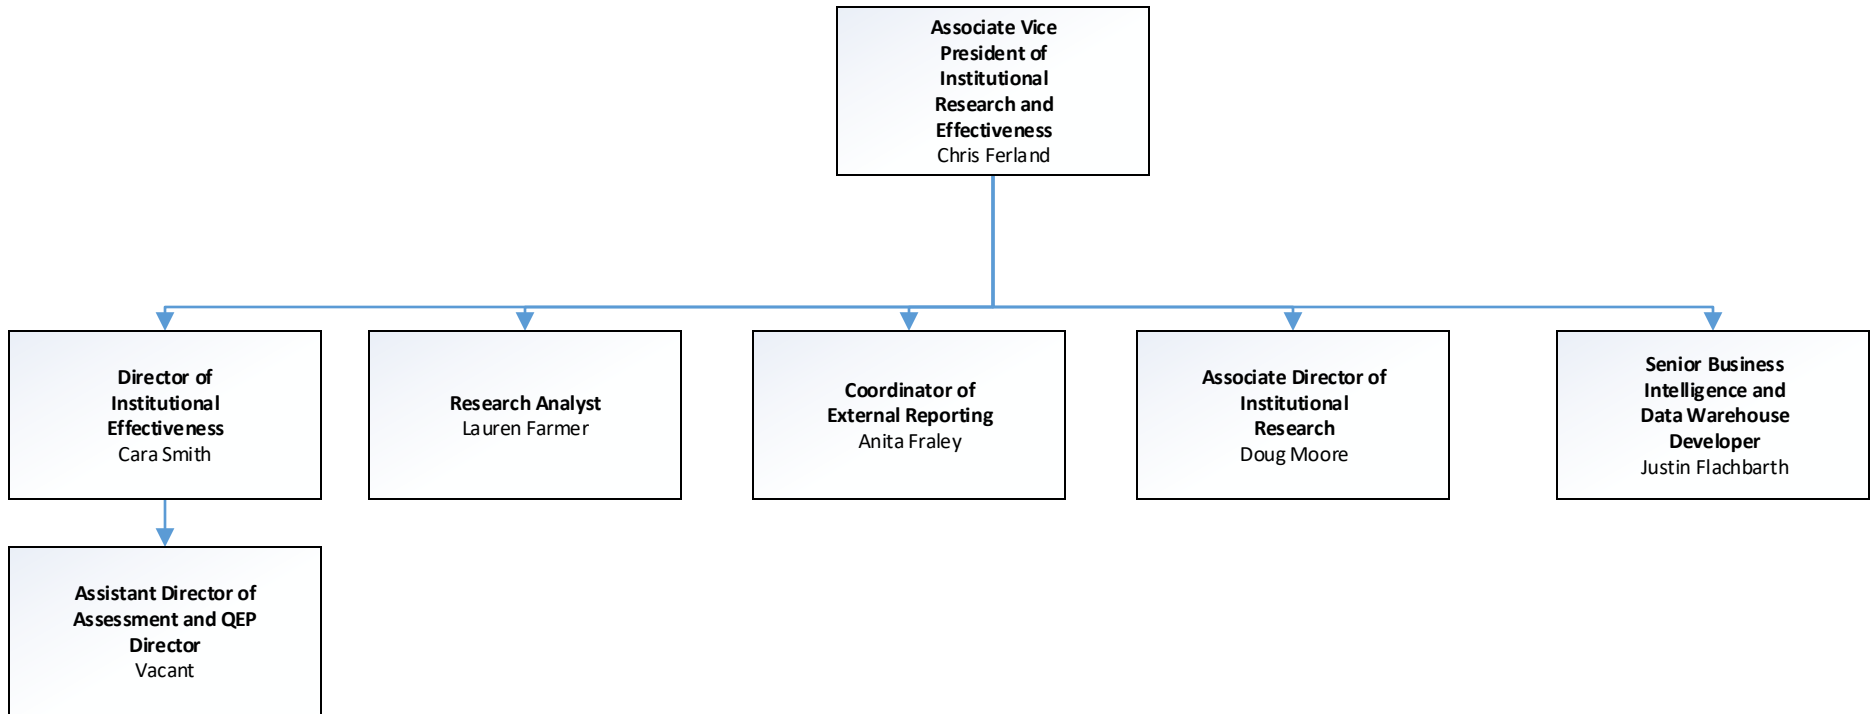 Associate Vice
President of
Institutional
Research and
Effectiveness
Chris Ferland
Director of
Institutional
Effectiveness
Cara Smith
Research Analyst
Lauren Farmer
Coordinator of
External Reporting
Anita Fraley
Associate Director of
Institutional
Research
Doug Moore
Senior Business
Intelligence and
Data Warehouse
Developer
Justin Flachbarth
Assistant Director of
Assessment and QEP
Director
Vacant